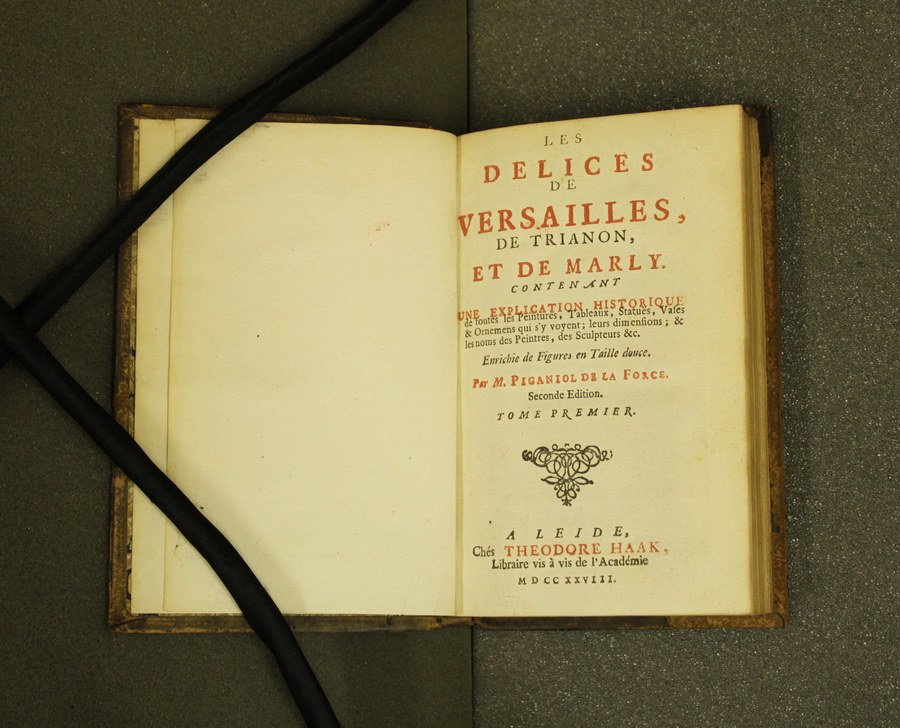 LES
DELICES
DE
VERSAILLES,
DE TRIANON,
ET DE MARLY.
CONTENANT
UNE EXPLICATION HISTORIQUE
de toutes les Peintures, Tableaux, Statues, Vases
& Ornemens qui s'y voyent; leurs dimensions; &
les noms des Peintres, des Sculpteurs &c.
Enrichie de Figures en Taille douce.
Par M. PIGANIOL DE LA FORCE.
Seconde Edition.
TOME PREMIER.
A LEIDE,
Chés THEODORE HAAK,
Libraire vis à vis de l'Académie
MDCCXXVIII.